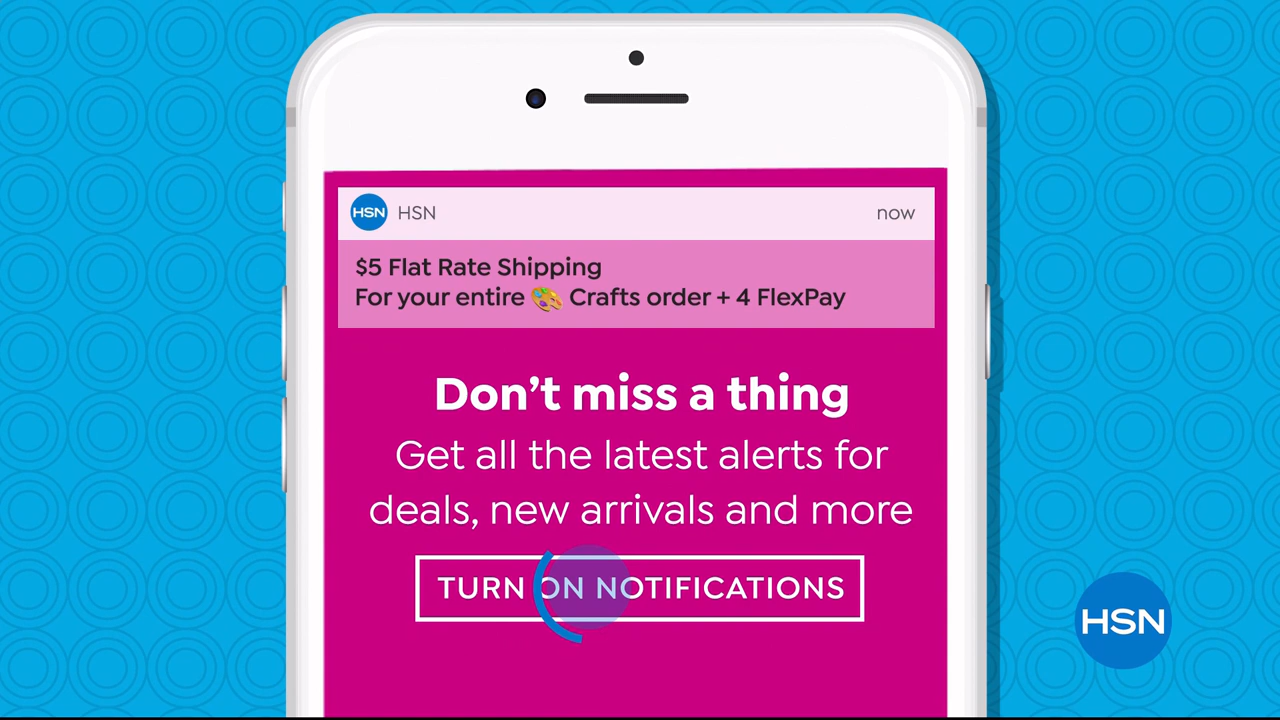 HSN HSN now
$5 Flat Rate Shipping
For your entire 🎨 Crafts order + 4 FlexPay
Don’t miss a thing
Get all the latest alerts for
deals, new arrivals and more
TURN ON NOTIFICATIONS
HSN